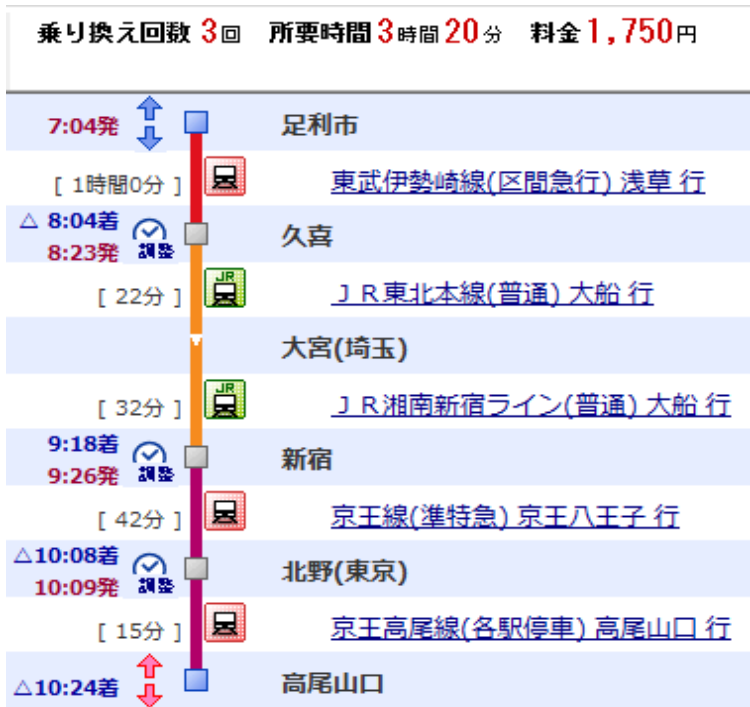 乗り換え回数 3回 所要時間 3時間20分 料金 1,750円
7:04発 足利市
[ 1時間0分 ] 東武伊勢崎線(区間急行) 浅草 行
△ 8:04着
8:23発 調整 久喜
[ 22分 ] JR ＪＲ東北本線(普通) 大船 行
大宮(埼玉)
[ 32分 ] JR ＪＲ湘南新宿ライン(普通) 大船 行
9:18着
9:26発 調整 新宿
[ 42分 ] 京王線(準特急) 京王八王子 行
△10:08着
10:09発 調整 北野(東京)
[ 15分 ] 京王高尾線(各駅停車) 高尾山口 行
△10:24着 高尾山口